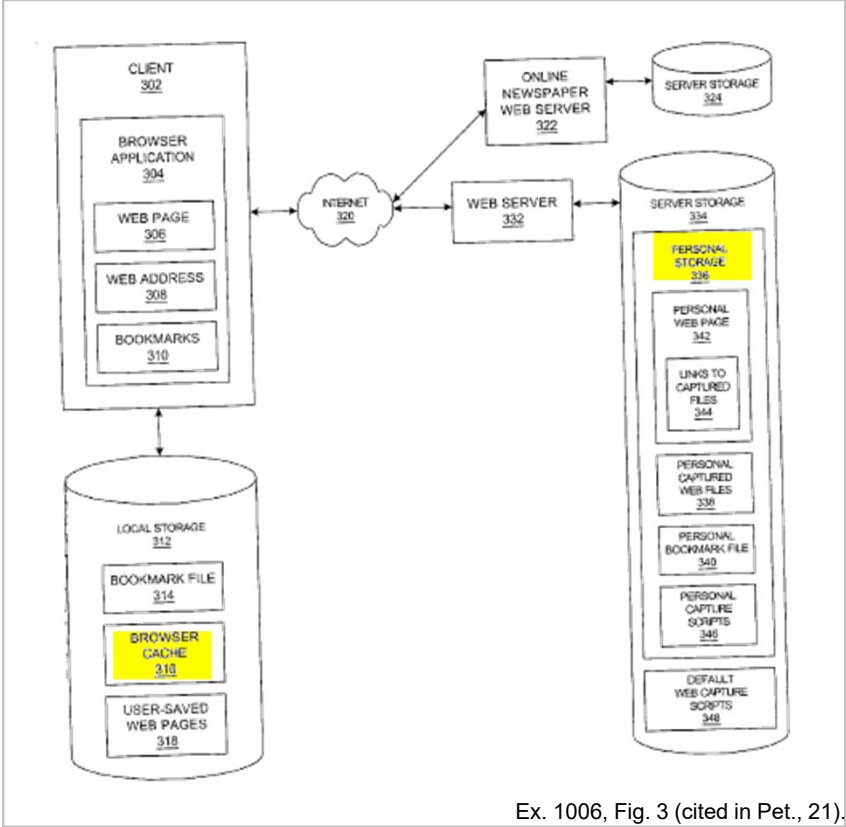 CLIENT
302
BROWSER
APPLICATION
304
WEB PAGE
306
WEB ADDRESS
308
BOOKMARKS
310
INTERNET
320
ONLINE
NEWSPAPER
WEB SERVER
322
SERVER STORAGE
324
WEB SERVER
332
SERVER STORAGE
334
PERSONAL
STORAGE
336
PERSONAL
WEB PAGE
342
LINKS TO
CAPTURED
FILES
344
PERSONAL
CAPTURED
WEB FILES
338
PERSONAL
BOOKMARK FILE
340
PERSONAL
CAPTURE
SCRIPTS
346
DEFAULT
WEB CAPTURE
SCRIPTS
348
LOCAL STORAGE
312
BOOKMARK FILE
314
BROWSER
CACHE
316
USER-SAVED
WEB PAGES
318
Ex. 1006, Fig. 3 (cited in Pet., 21).